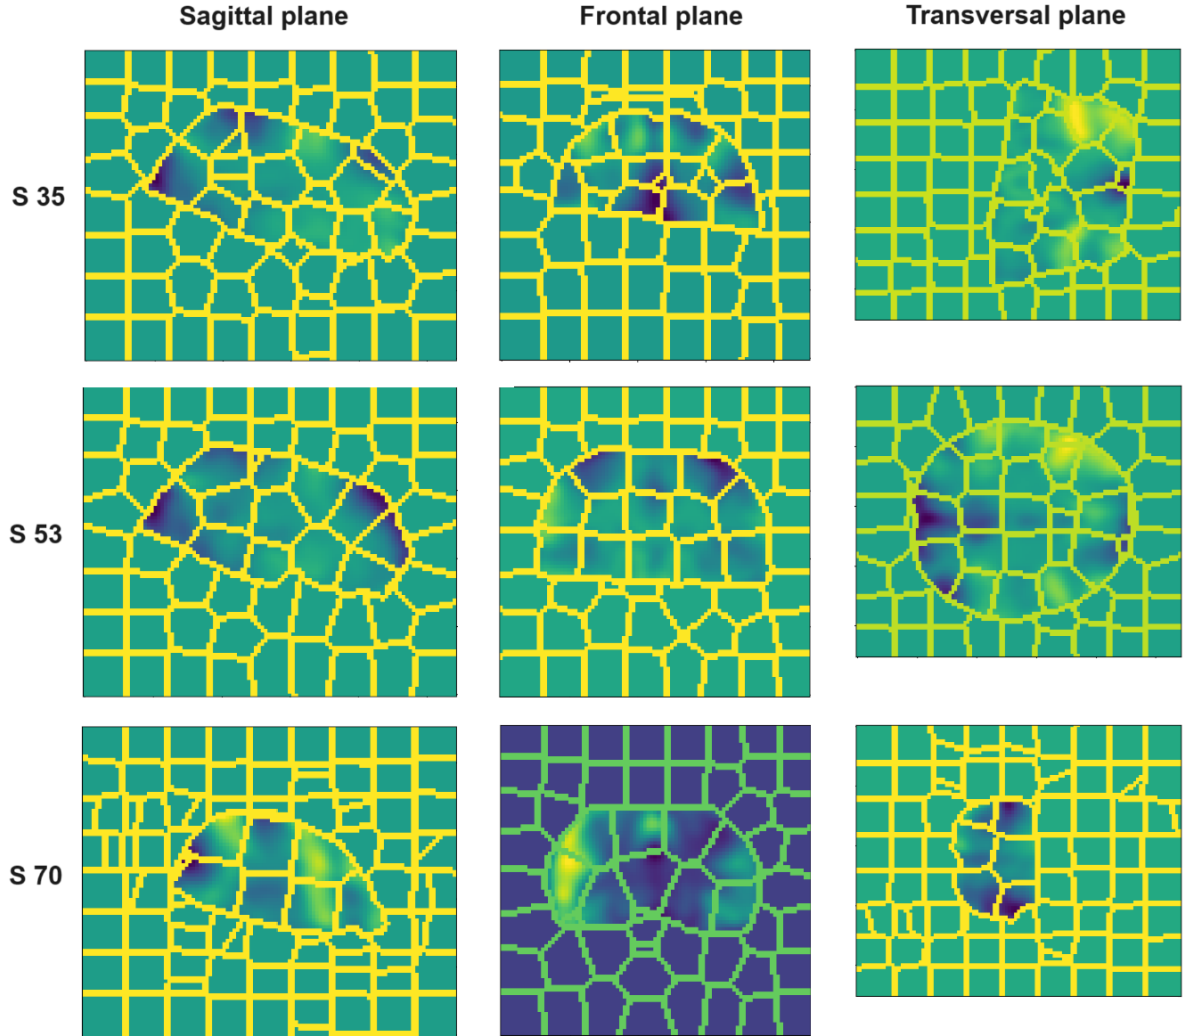 Sagittal plane
Frontal plane
Transversal plane
S 35
S 53
S 70